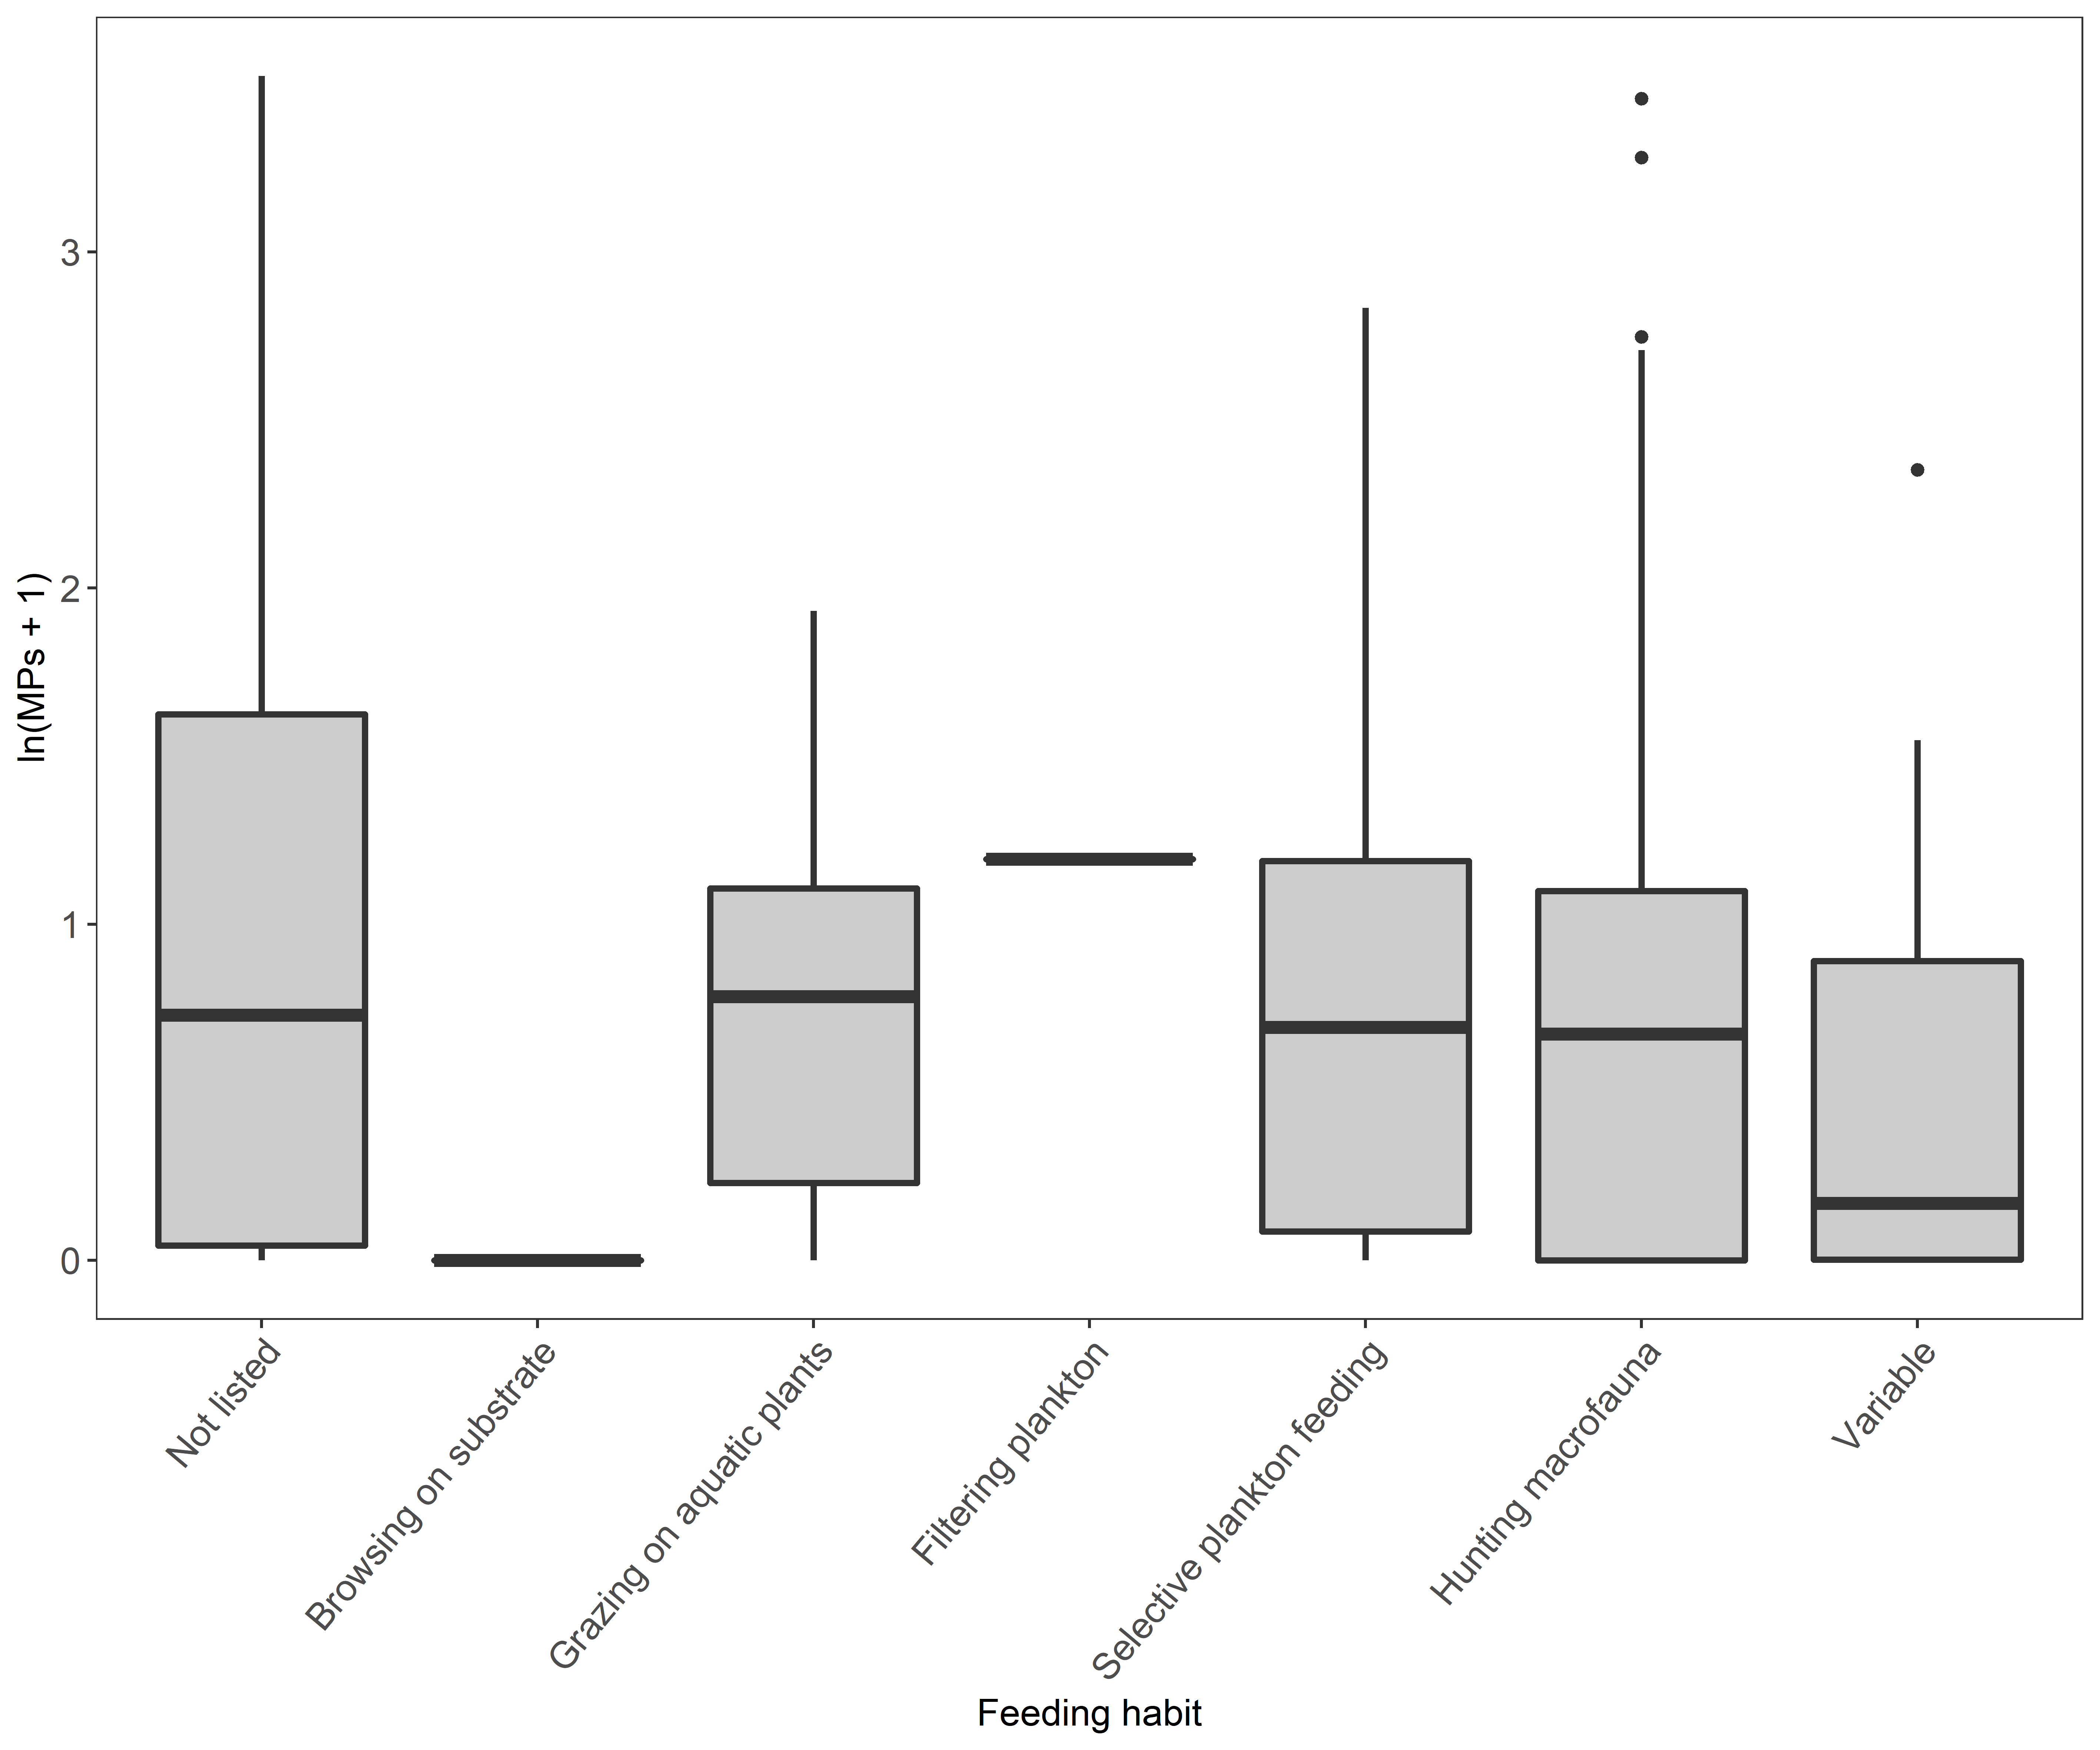 ln(MPs + 1)
3
2
1
0
Not listed
Browsing on substrate
Grazing on aquatic plants
Filtering plankton
Selective plankton feeding
Hunting macrofauna
Variable
Feeding habit